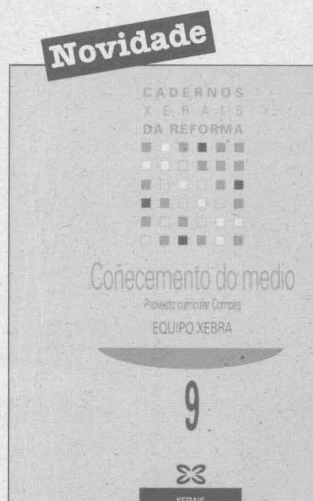 Novidade
CADERNOS
XERAIS
DA REFORMA
Coñecemento do medio
Proxecto curricular Compás
EQUIPO XEBRA
9
XERAIS